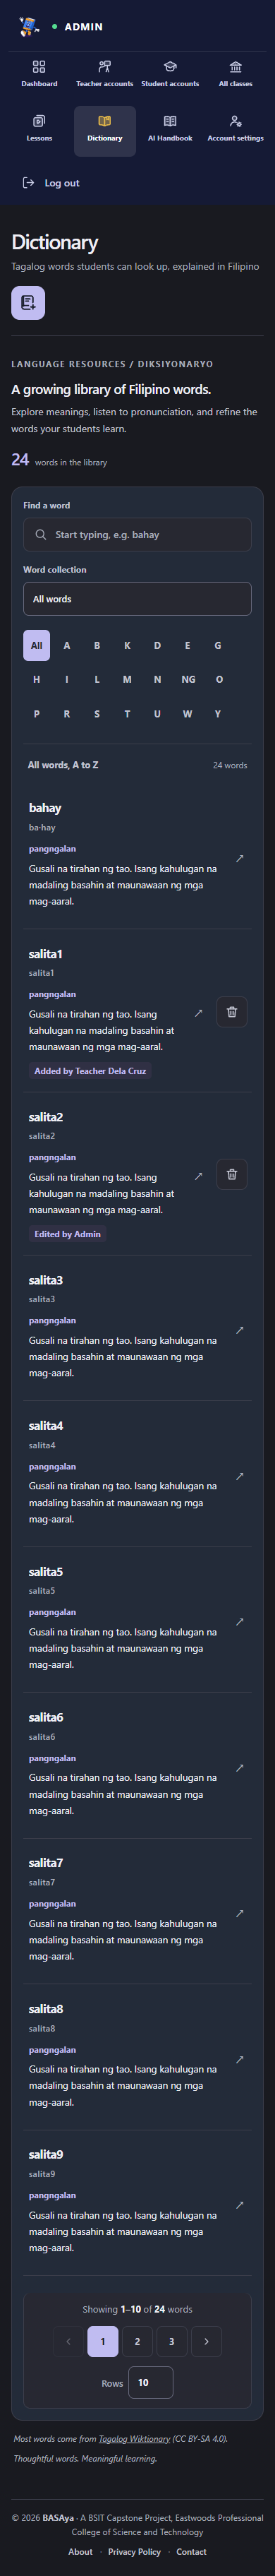 ADMIN
Dashboard
Teacher accounts
Student accounts
All classes
Lessons
Dictionary
AI Handbook
Account settings
Log out
Dictionary
Tagalog words students can look up, explained in Filipino
LANGUAGE RESOURCES / DIKSIYONARYO
A growing library of Filipino words.
Explore meanings, listen to pronunciation, and refine the
words your students learn.
24 words in the library
Find a word
Start typing, e.g. bahay
Word collection
All words
All A B K D E G
H I L M N NG O
P R S T U W Y
All words, A to Z 24 words
bahay
ba·hay
pangngalan
Gusali na tirahan ng tao. Isang kahulugan na
madaling basahin at maunawaan ng mga
mag-aaral.
salita1
salita1
pangngalan
Gusali na tirahan ng tao. Isang
kahulugan na madaling basahin at
maunawaan ng mga mag-aaral.
Added by Teacher Dela Cruz
salita2
salita2
pangngalan
Gusali na tirahan ng tao. Isang
kahulugan na madaling basahin at
maunawaan ng mga mag-aaral.
Edited by Admin
salita3
salita3
pangngalan
Gusali na tirahan ng tao. Isang kahulugan na
madaling basahin at maunawaan ng mga
mag-aaral.
salita4
salita4
pangngalan
Gusali na tirahan ng tao. Isang kahulugan na
madaling basahin at maunawaan ng mga
mag-aaral.
salita5
salita5
pangngalan
Gusali na tirahan ng tao. Isang kahulugan na
madaling basahin at maunawaan ng mga
mag-aaral.
salita6
salita6
pangngalan
Gusali na tirahan ng tao. Isang kahulugan na
madaling basahin at maunawaan ng mga
mag-aaral.
salita7
salita7
pangngalan
Gusali na tirahan ng tao. Isang kahulugan na
madaling basahin at maunawaan ng mga
mag-aaral.
salita8
salita8
pangngalan
Gusali na tirahan ng tao. Isang kahulugan na
madaling basahin at maunawaan ng mga
mag-aaral.
salita9
salita9
pangngalan
Gusali na tirahan ng tao. Isang kahulugan na
madaling basahin at maunawaan ng mga
mag-aaral.
Showing 1–10 of 24 words
‹ 1 2 3 ›
Rows 10
Most words come from Tagalog Wiktionary (CC BY-SA 4.0).
Thoughtful words. Meaningful learning.
© 2026 BASAya · A BSIT Capstone Project, Eastwoods Professional
College of Science and Technology
About · Privacy Policy · Contact